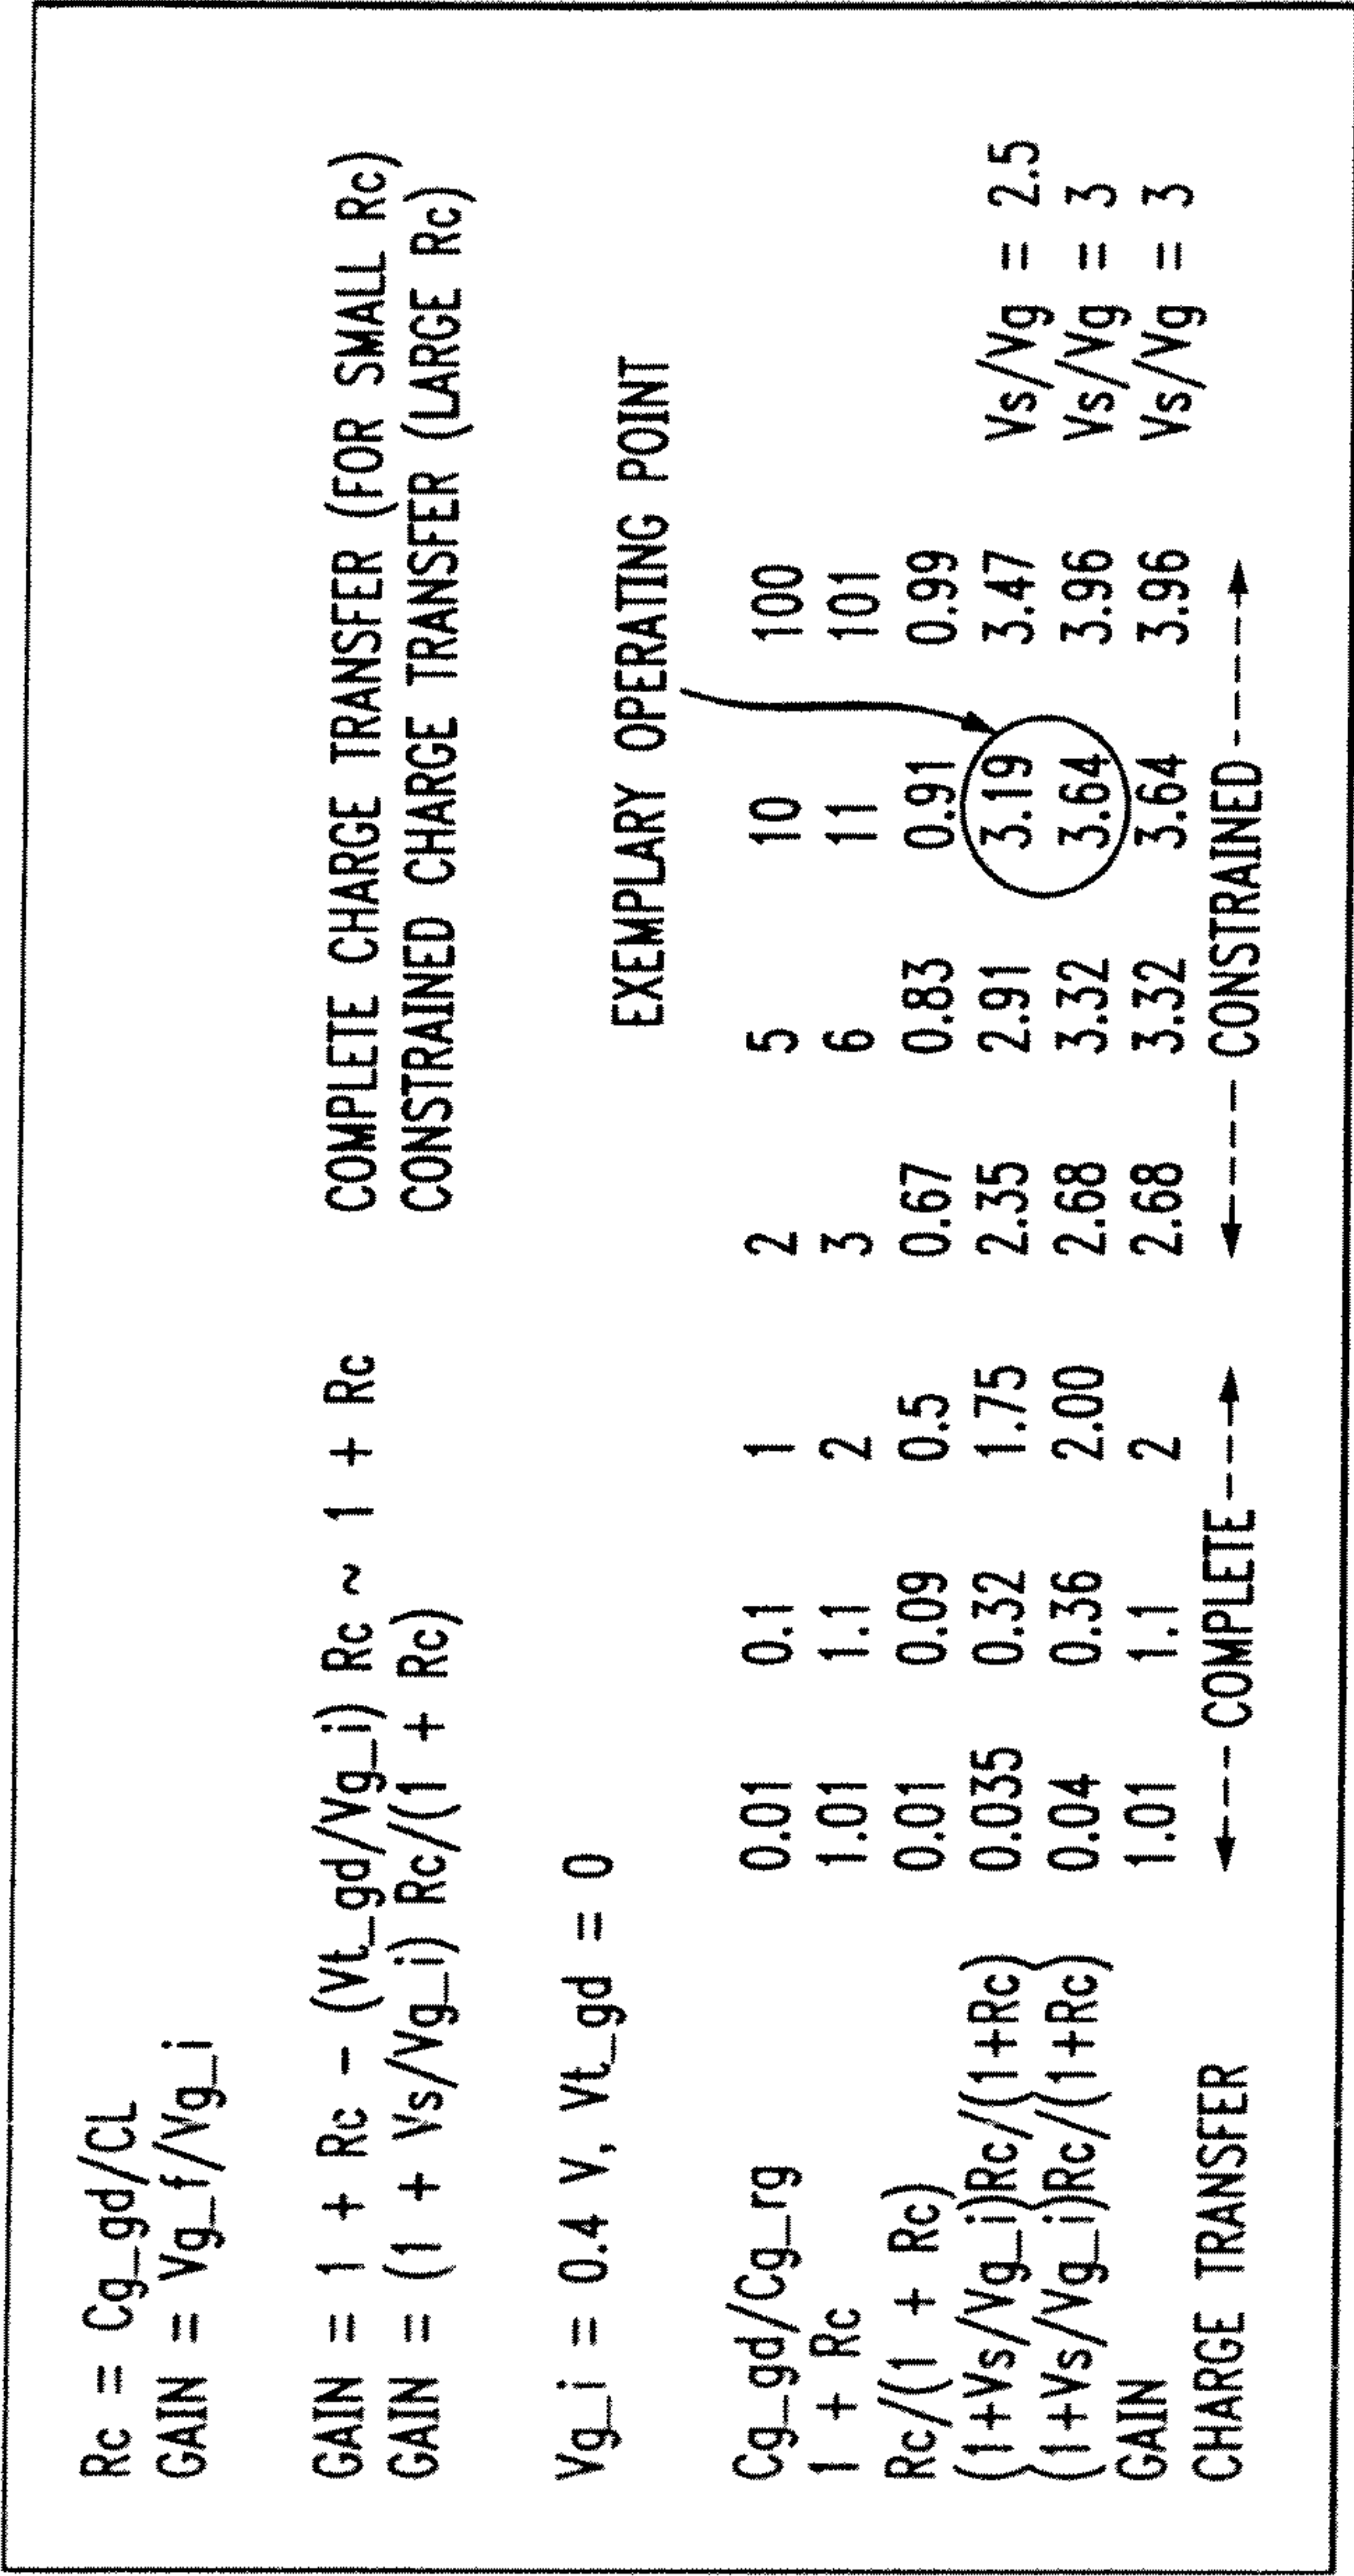 Rc = Cg_gd/CL
GAIN = Vg_f/Vg_i
GAIN = 1 + Rc - (Vt_gd/Vg_i) Rc ~ 1 + Rc COMPLETE CHARGE TRANSFER (FOR SMALL Rc)
GAIN = (1 + Vs/Vg_i) Rc/(1 + Rc) CONSTRAINED CHARGE TRANSFER (LARGE Rc)
Vg_i = 0.4 V, Vt_gd = 0
EXEMPLARY OPERATING POINT
Cg_gd/Cg_rg 0.01 0.1 1 2 5 10 100
1 + Rc 1.01 1.1 2 3 6 11 101
Rc/(1 + Rc) 0.01 0.09 0.5 0.67 0.83 0.91 0.99
(1+Vs/Vg_i)Rc/(1+Rc) 0.035 0.32 1.75 2.35 2.91 3.19 3.47 Vs/Vg = 2.5
(1+Vs/Vg_i)Rc/(1+Rc) 0.04 0.36 2.00 2.68 3.32 3.64 3.96 Vs/Vg = 3
GAIN 1.01 1.1 2 2.68 3.32 3.64 3.96 Vs/Vg = 3
CHARGE TRANSFER COMPLETE CONSTRAINED